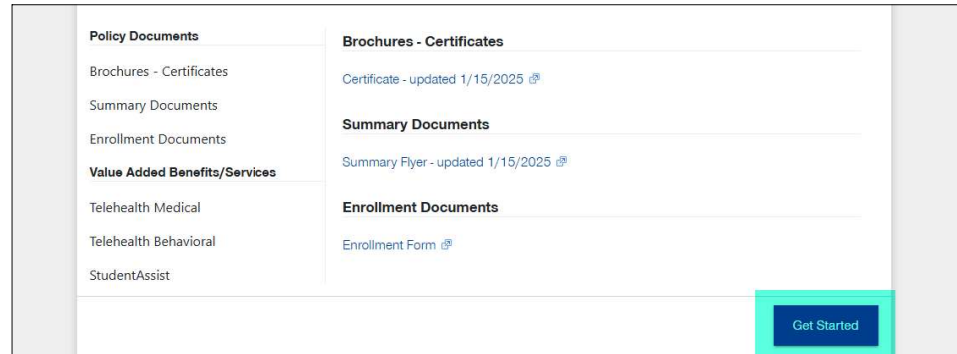 Policy Documents
Brochures - Certificates
Summary Documents
Enrollment Documents
Value Added Benefits/Services
Telehealth Medical
Telehealth Behavioral
StudentAssist
Brochures - Certificates
Certificate - updated 1/15/2025
Summary Documents
Summary Flyer - updated 1/15/2025
Enrollment Documents
Enrollment Form
Get Started